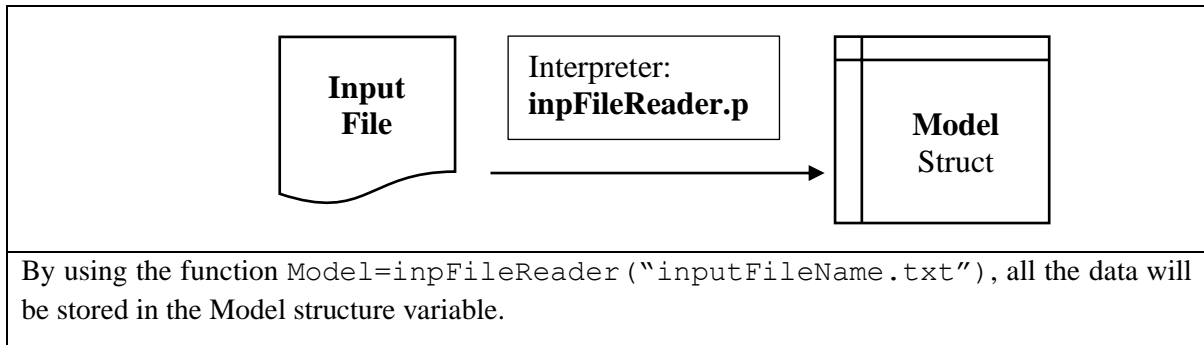 Input
File
Interpreter:
inpFileReader.p
Model
Struct
By using the function Model=inpFileReader(“inputFileName.txt”), all the data will
be stored in the Model structure variable.